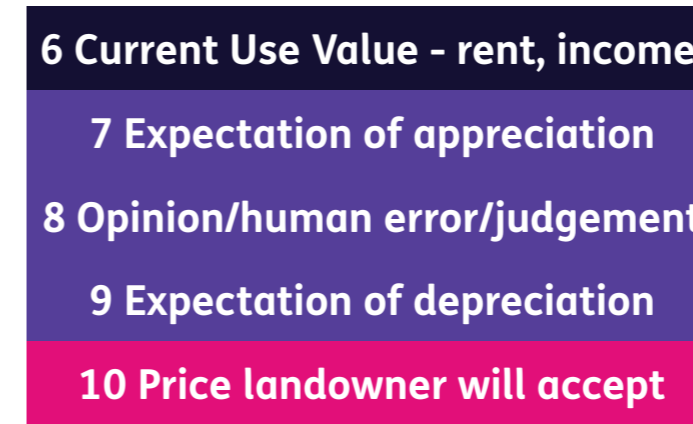 6 Current Use Value - rent, income
7 Expectation of appreciation
8 Opinion/human error/judgement
9 Expectation of depreciation
10 Price landowner will accept